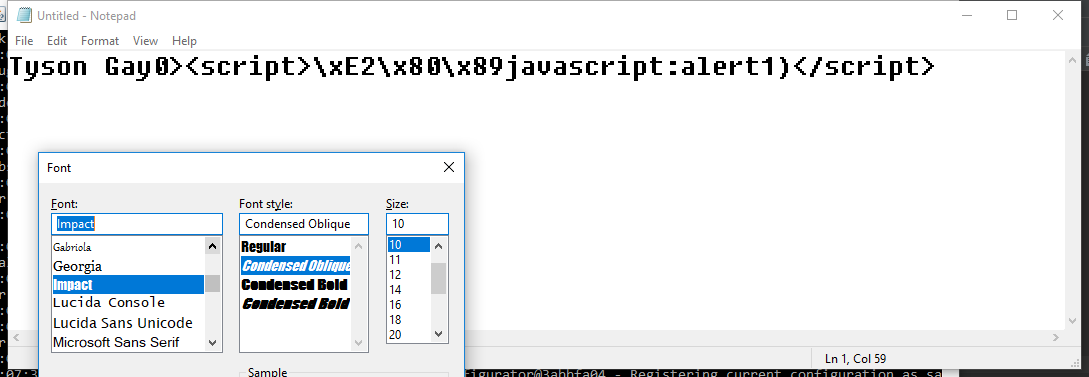 Untitled - Notepad
File Edit Format View Help
Tyson Gay0><script>\xE2\x80\x89javascript:alert1)</script>
Font
Font: Font style: Size:
Impact Condensed Oblique 10
Gabriola Regular 10
Georgia Condensed Oblique 11
Impact Condensed Bold 12
Lucida Console Condensed Bold 14
Lucida Sans Unicode 16
Microsoft Sans Serif 18
20
Ln 1, Col 59
Sample
- Registering current configuration as